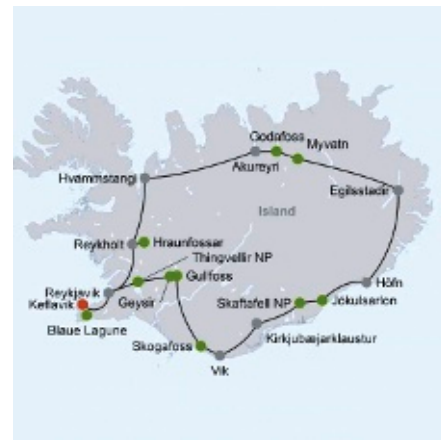 Godafoss
Myvatn
Akureyri
Hvammstangi
Egilsstadir
Island
Reykholt
Hraunfossar
Thingvellir NP
Reykjavik
Gullfoss
Keflavik
Geysir
Höfn
Skaftafell NP
Jökulsarlon
Blaue Lagune
Kirkjubæjarklaustur
Skogafoss
Vik